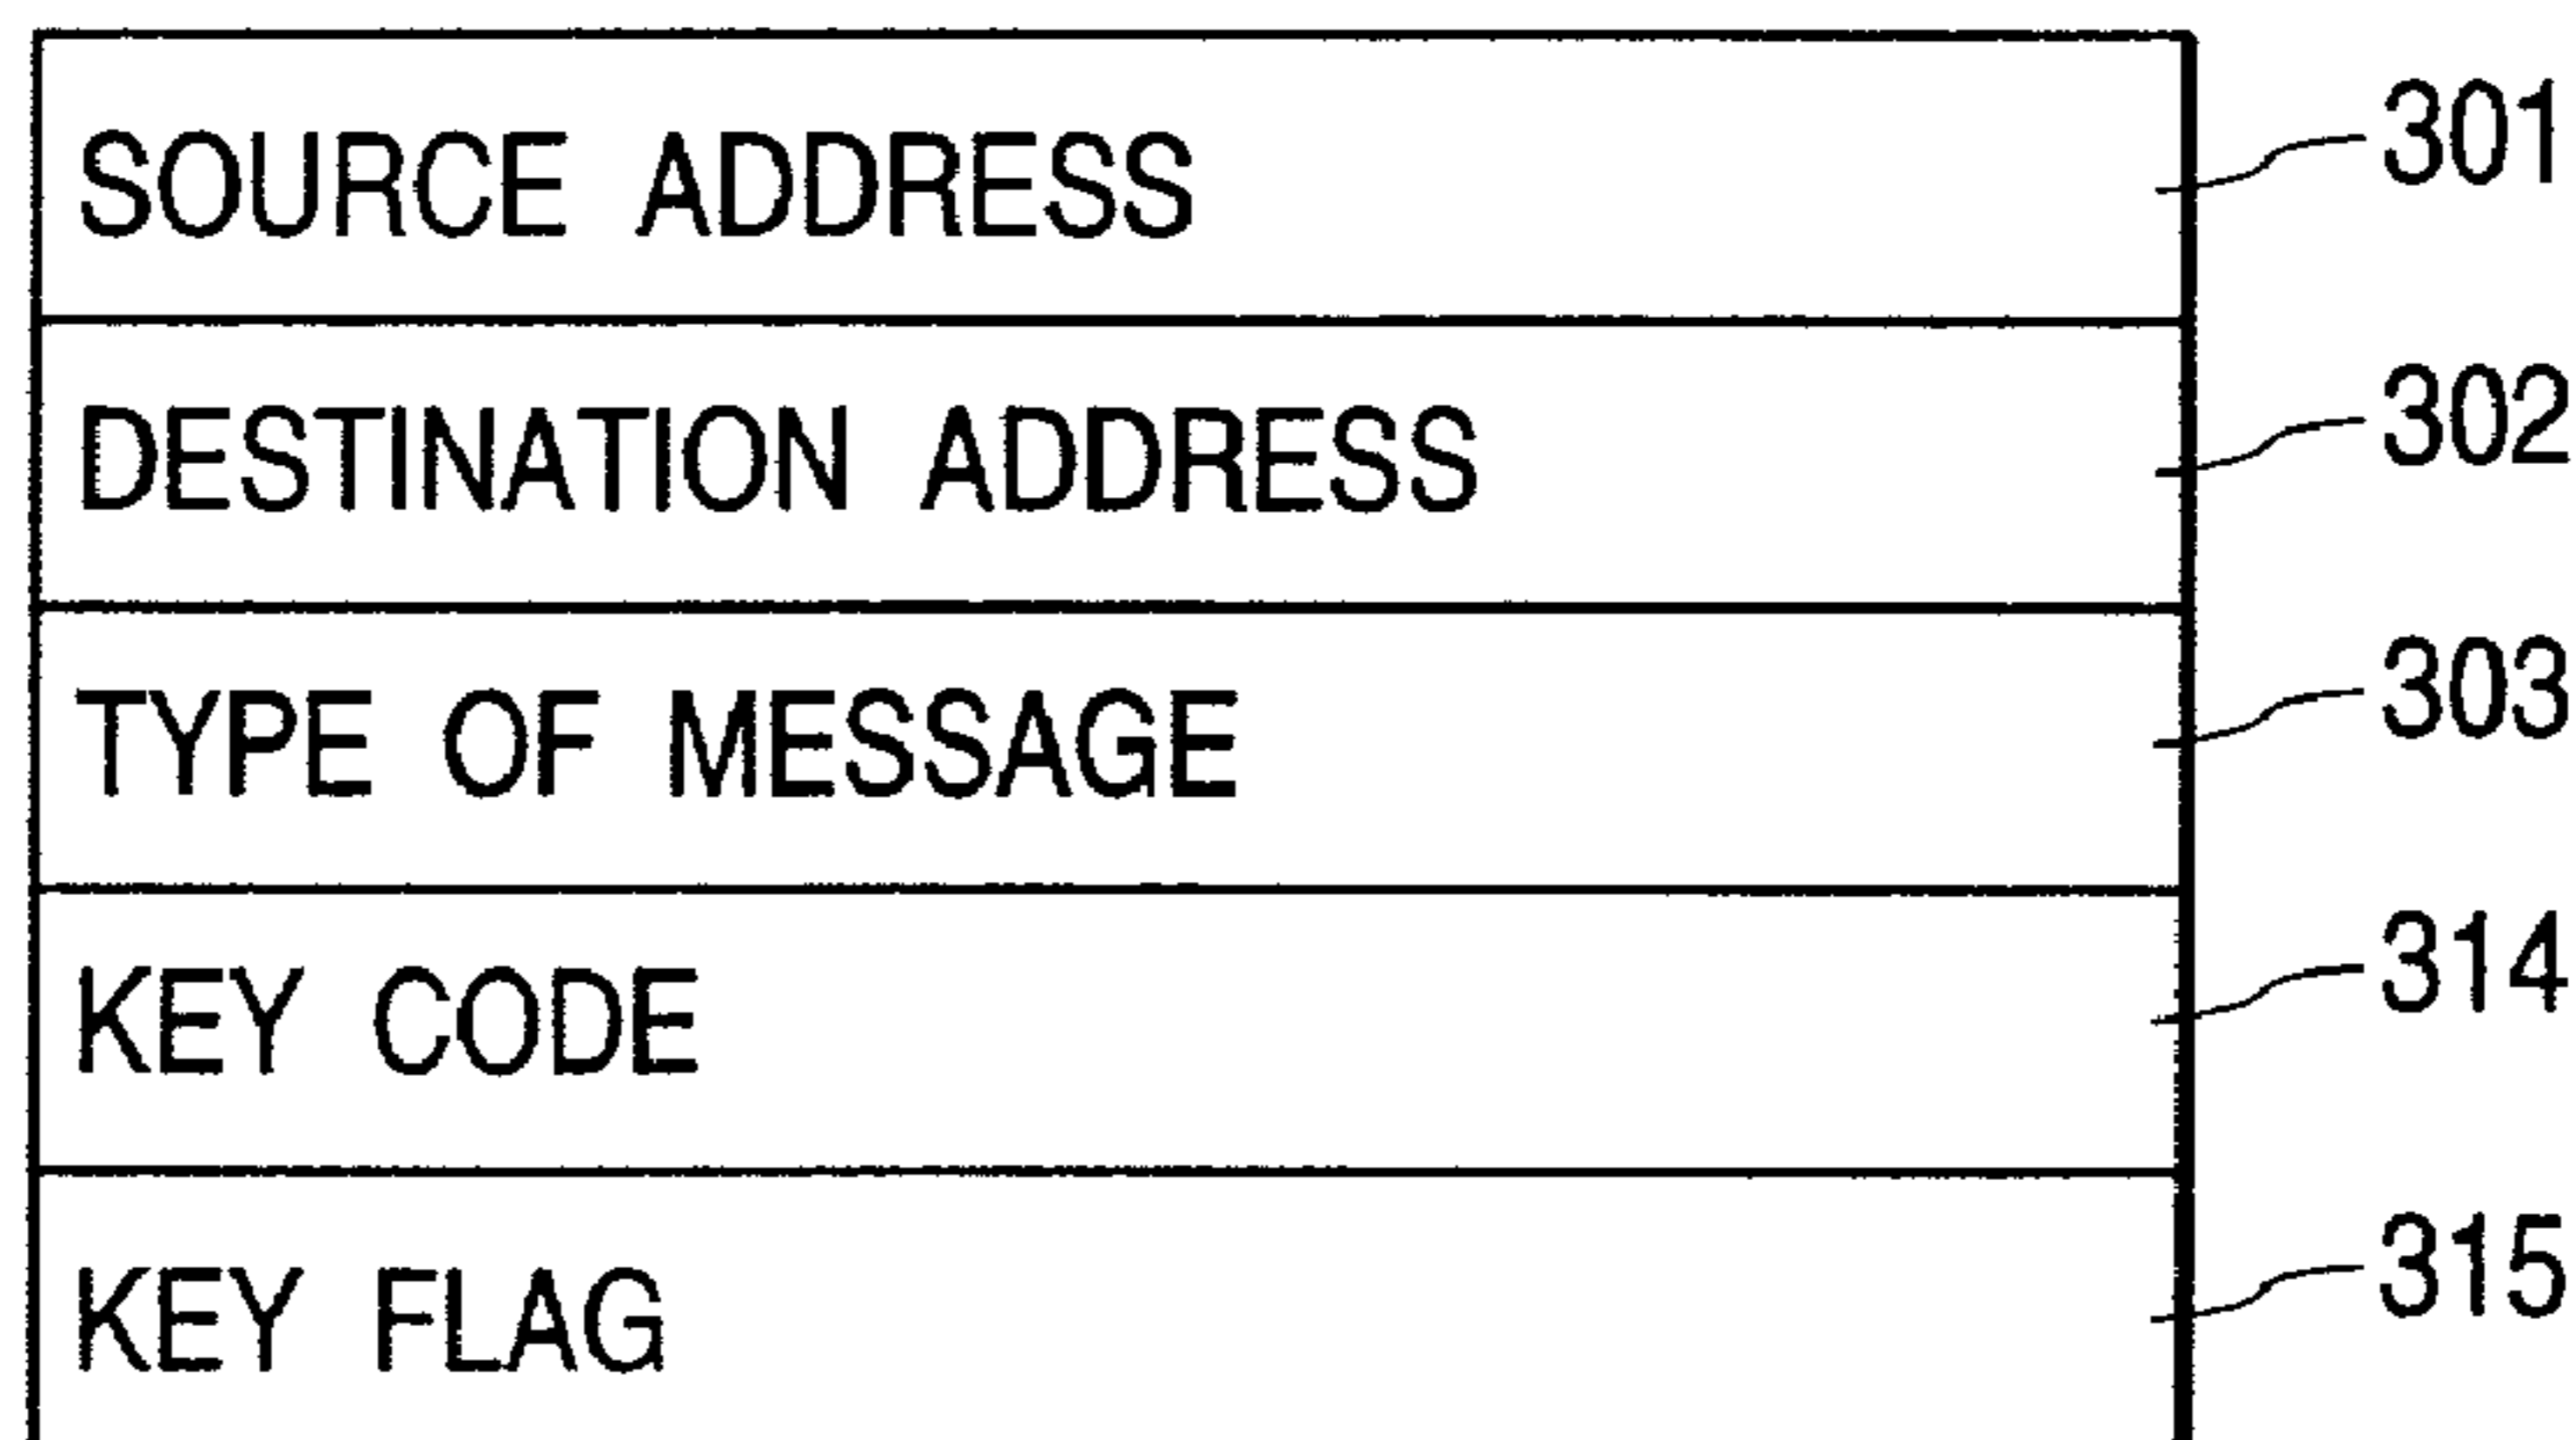 SOURCE ADDRESS 301
DESTINATION ADDRESS 302
TYPE OF MESSAGE 303
KEY CODE 314
KEY FLAG 315